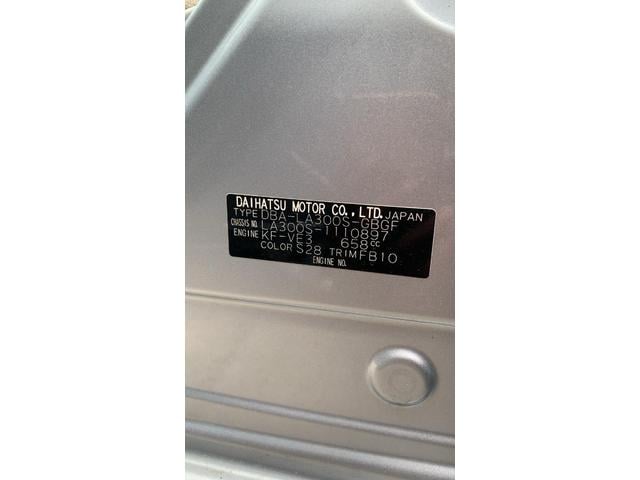 DAIHATSU MOTOR CO., LTD. JAPAN
TYPE DBA-LA300S-GBGF
CHASSIS NO. LA300S-1110897
ENGINE KF-VE3 658cc
COLOR S28 TRIM FB10
ENGINE NO.